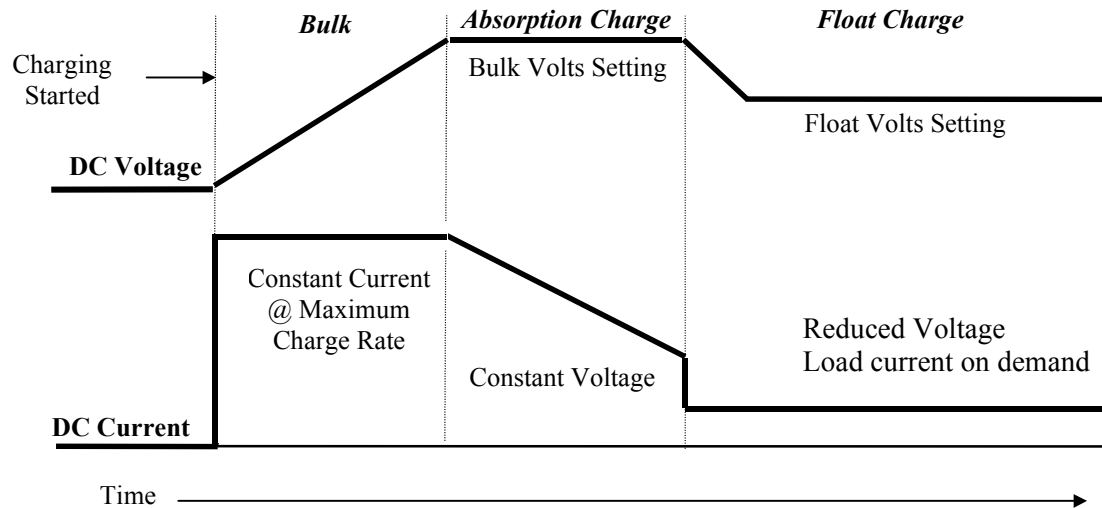 Bulk
Absorption Charge
Float Charge
Charging
Started
Bulk Volts Setting
Float Volts Setting
DC Voltage
Constant Current
@ Maximum
Charge Rate
Constant Voltage
Reduced Voltage
Load current on demand
DC Current
Time